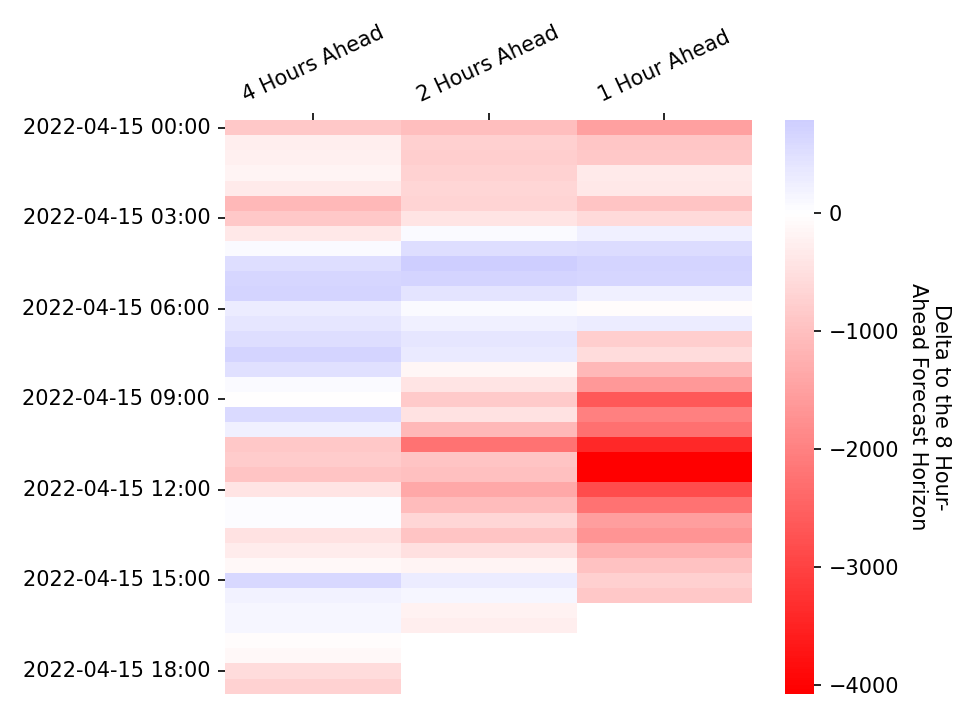 4 Hours Ahead
2 Hours Ahead
1 Hour Ahead
2022-04-15 00:00
2022-04-15 03:00
2022-04-15 06:00
2022-04-15 09:00
2022-04-15 12:00
2022-04-15 15:00
2022-04-15 18:00
0
−1000
−2000
−3000
−4000
Delta to the 8 Hour-
Ahead Forecast Horizon